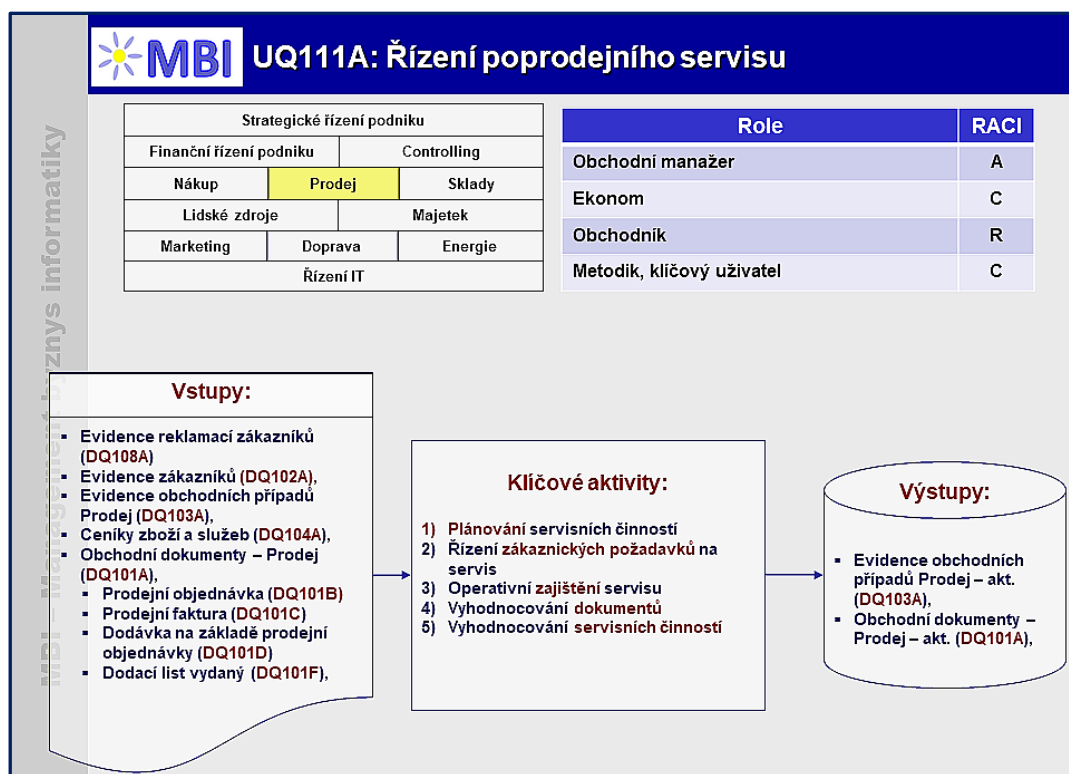 MBI
UQ111A: Řízení poprodejního servisu
MBI – Management byznys informatiky
Strategické řízení podniku
Finanční řízení podniku
Controlling
Nákup
Prodej
Sklady
Lidské zdroje
Majetek
Marketing
Doprava
Energie
Řízení IT
Role RACI
Obchodní manažer A
Ekonom C
Obchodník R
Metodik, klíčový uživatel C
Vstupy:
▪ Evidence reklamací zákazníků
(DQ108A)
▪ Evidence zákazníků (DQ102A),
▪ Evidence obchodních případů
Prodej (DQ103A),
▪ Ceníky zboží a služeb (DQ104A),
▪ Obchodní dokumenty – Prodej
(DQ101A),
▪ Prodejní objednávka (DQ101B)
▪ Prodejní faktura (DQ101C)
▪ Dodávka na základě prodejní
objednávky (DQ101D)
▪ Dodací list vydaný (DQ101F),
Klíčové aktivity:
1) Plánování servisních činností
2) Řízení zákaznických požadavků na
servis
3) Operativní zajištění servisu
4) Vyhodnocování dokumentů
5) Vyhodnocování servisních činností
Výstupy:
▪ Evidence obchodních
případů Prodej – akt.
(DQ103A),
▪ Obchodní dokumenty –
Prodej – akt. (DQ101A),